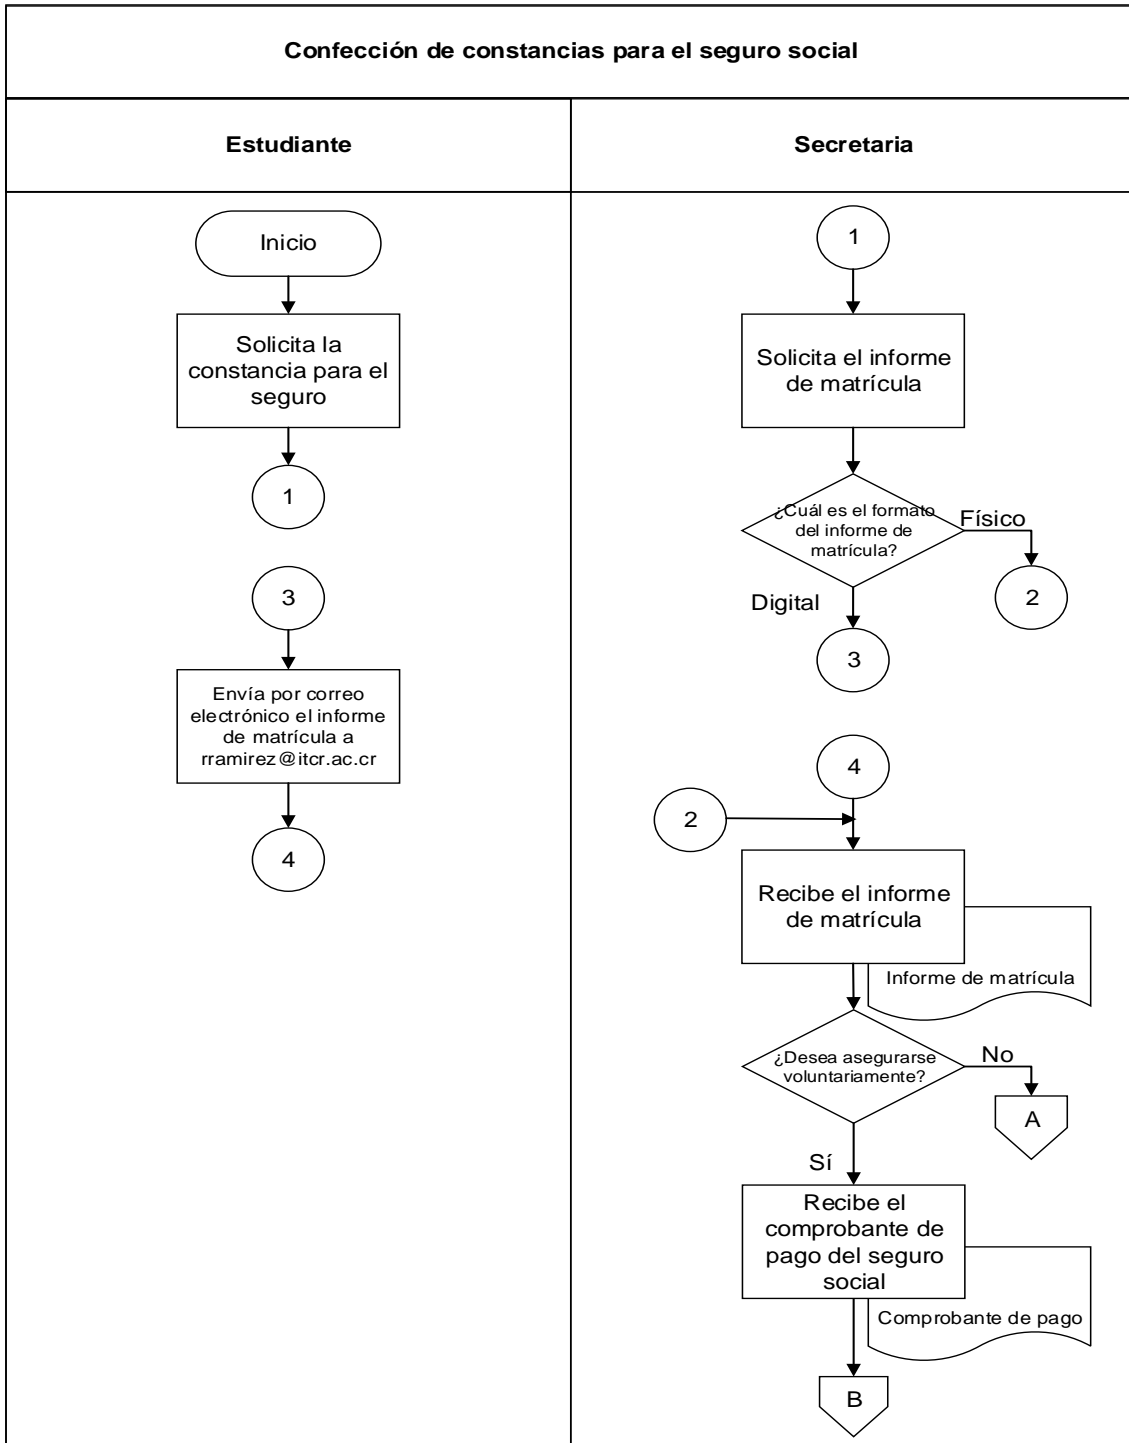 Confección de constancias para el seguro social
Estudiante
Secretaria
Inicio
Solicita la
constancia para el
seguro
1
3
Envía por correo
electrónico el informe
de matrícula a
rramirez@itcr.ac.cr
4
1
Solicita el informe
de matrícula
¿Cuál es el formato
del informe de
matrícula?
Físico
2
Digital
3
4
2
Recibe el informe
de matrícula
Informe de matrícula
¿Desea asegurarse
voluntariamente?
No
A
Sí
Recibe el
comprobante de
pago del seguro
social
Comprobante de pago
B